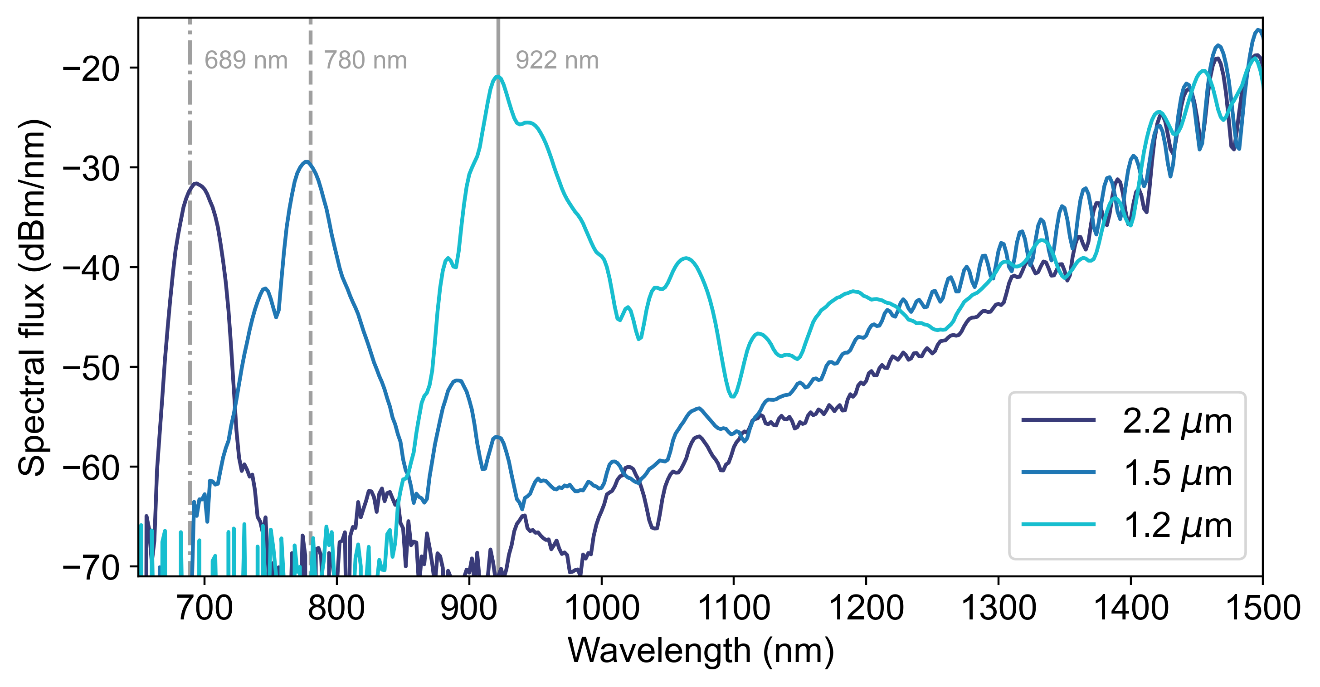 689 nm
780 nm
922 nm
−20
−30
−40
−50
−60
−70
Spectral flux (dBm/nm)
2.2 μm
1.5 μm
1.2 μm
700
800
900
1000
1100
1200
1300
1400
1500
Wavelength (nm)